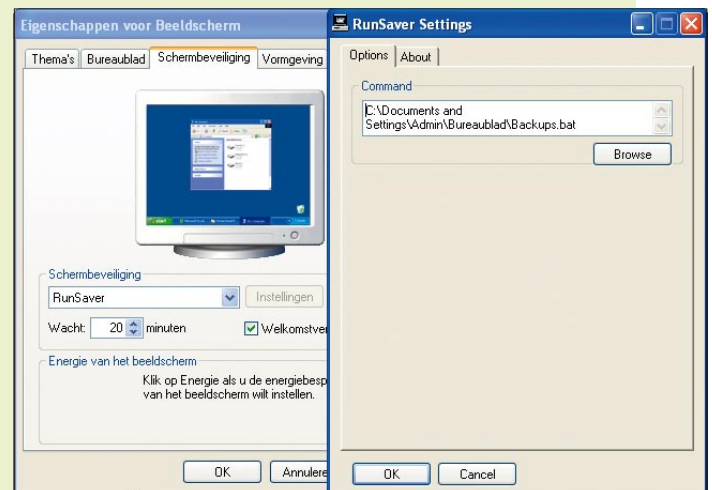 Eigenschappen voor Beeldscherm
Thema's Bureaublad Schermbeveiliging Vormgeving
Schermbeveiliging
RunSaver Instellingen
Wacht: 20 minuten Welkomstver
Energie van het beeldscherm
Klik op Energie als u de energiebesp
van het beeldscherm wilt instellen.
OK Annulere
RunSaver Settings
Options About
Command
C:\Documents and
Settings\Admin\Bureaublad\Backups.bat
Browse
OK Cancel